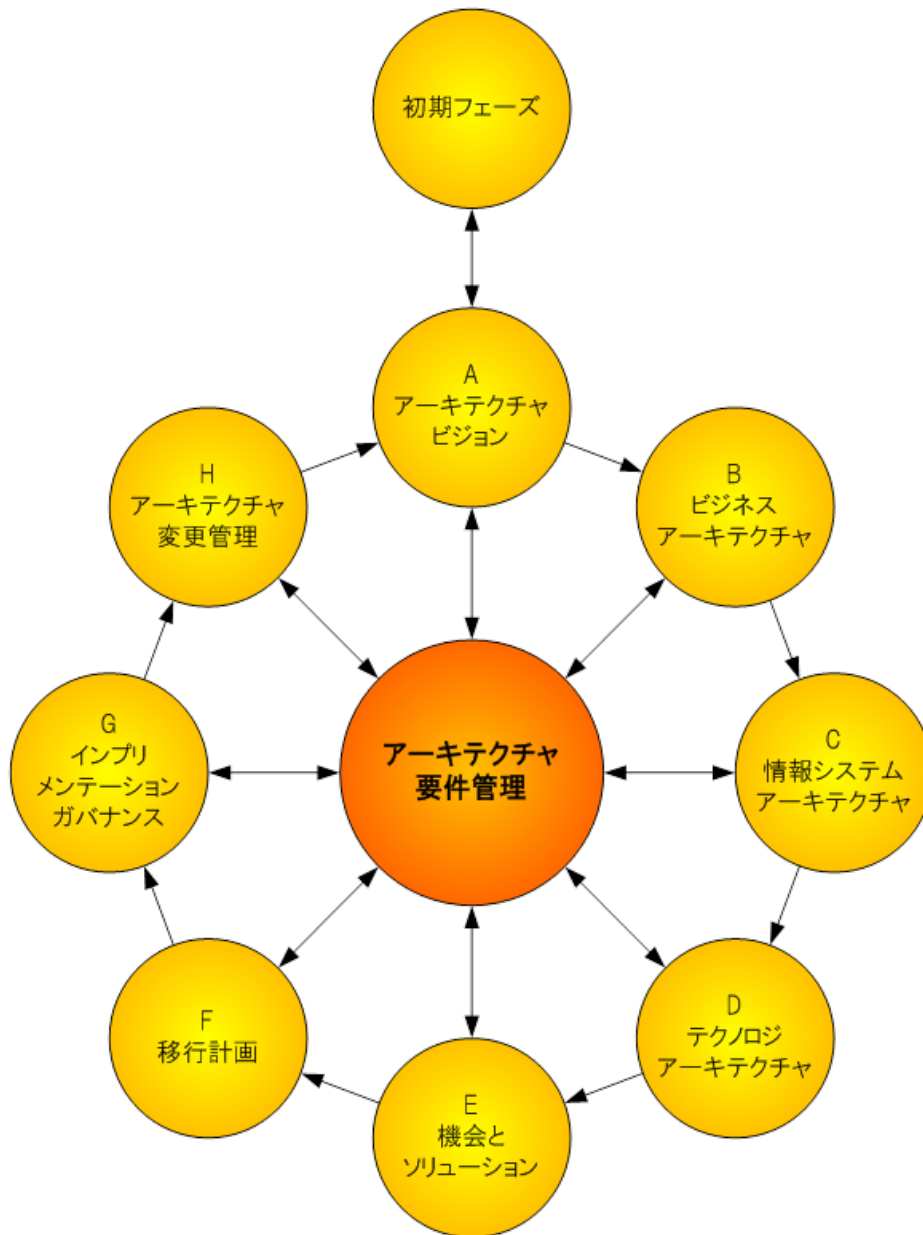 初期フェーズ
A
アーキテクチャ
ビジョン
H
アーキテクチャ
変更管理
B
ビジネス
アーキテクチャ
G
インプリ
メンテーション
ガバナンス
アーキテクチャ
要件管理
C
情報システム
アーキテクチャ
F
移行計画
D
テクノロジ
アーキテクチャ
E
機会と
ソリューション